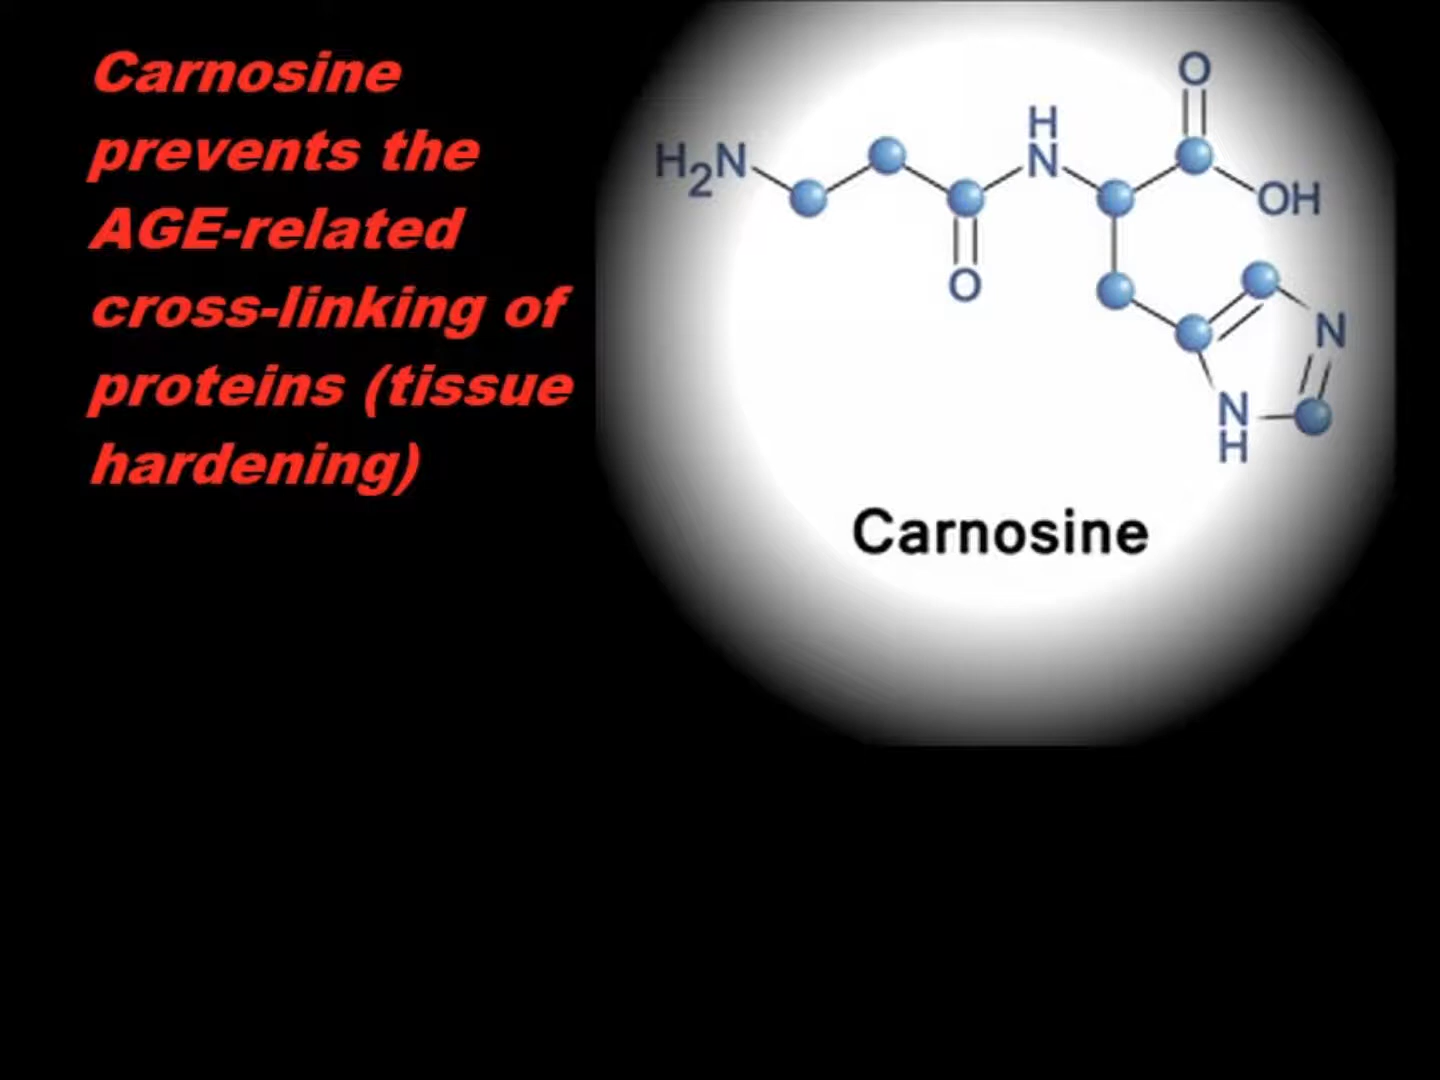 Carnosine
prevents the
AGE-related
cross-linking of
proteins (tissue
hardening)
O
H
H₂N
N
OH
O
N
N
H
Carnosine